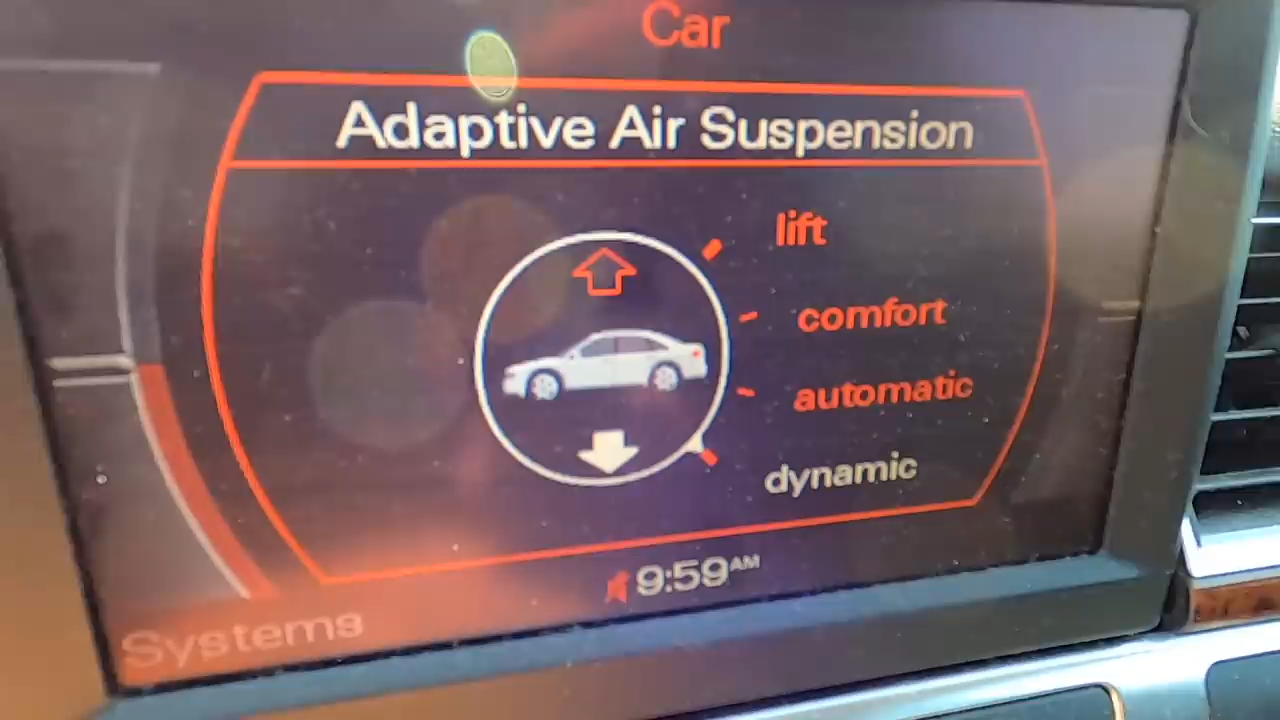 Car
Adaptive Air Suspension
lift
comfort
automatic
dynamic
9:59AM
Systems